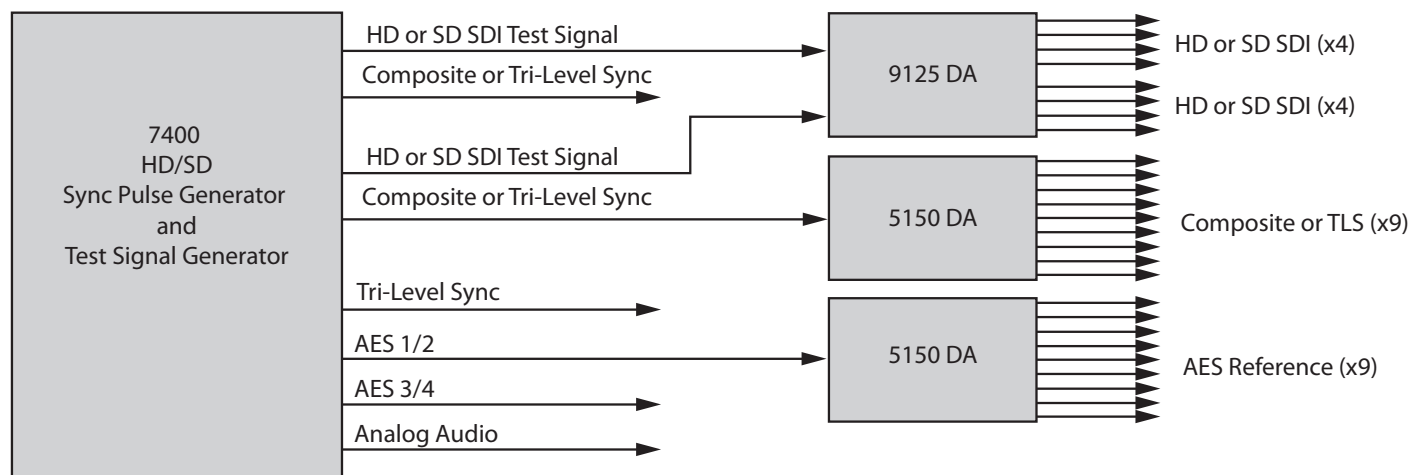 7400
HD/SD
Sync Pulse Generator
and
Test Signal Generator
HD or SD SDI Test Signal
Composite or Tri-Level Sync
HD or SD SDI Test Signal
Composite or Tri-Level Sync
Tri-Level Sync
AES 1/2
AES 3/4
Analog Audio
9125 DA
5150 DA
5150 DA
HD or SD SDI (x4)
HD or SD SDI (x4)
Composite or TLS (x9)
AES Reference (x9)